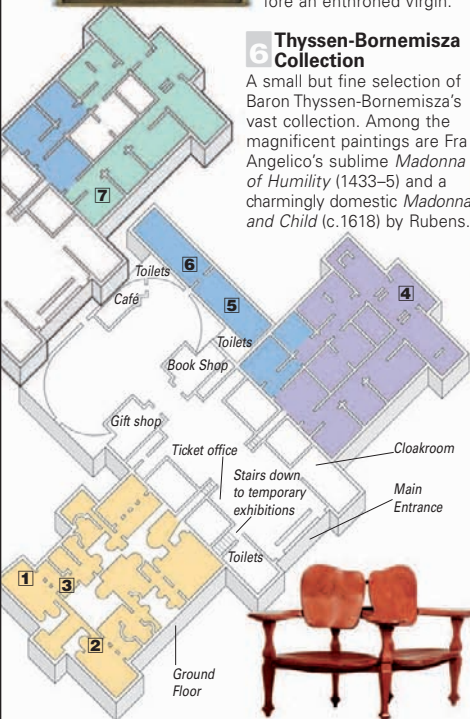 fore an enthroned Virgin.
6
Thyssen-Bornemisza
Collection
A small but fine selection of
Baron Thyssen-Bornemisza's
vast collection. Among the
magnificent paintings are Fra
Angelico's sublime Madonna
of Humility (1433–5) and a
charmingly domestic Madonna
and Child (c.1618) by Rubens.
7
Toilets
6
Café
5
4
Toilets
Book Shop
Gift shop
Ticket office
Cloakroom
Stairs down
to temporary
exhibitions
Main
Entrance
Toilets
1
3
2
Ground
Floor